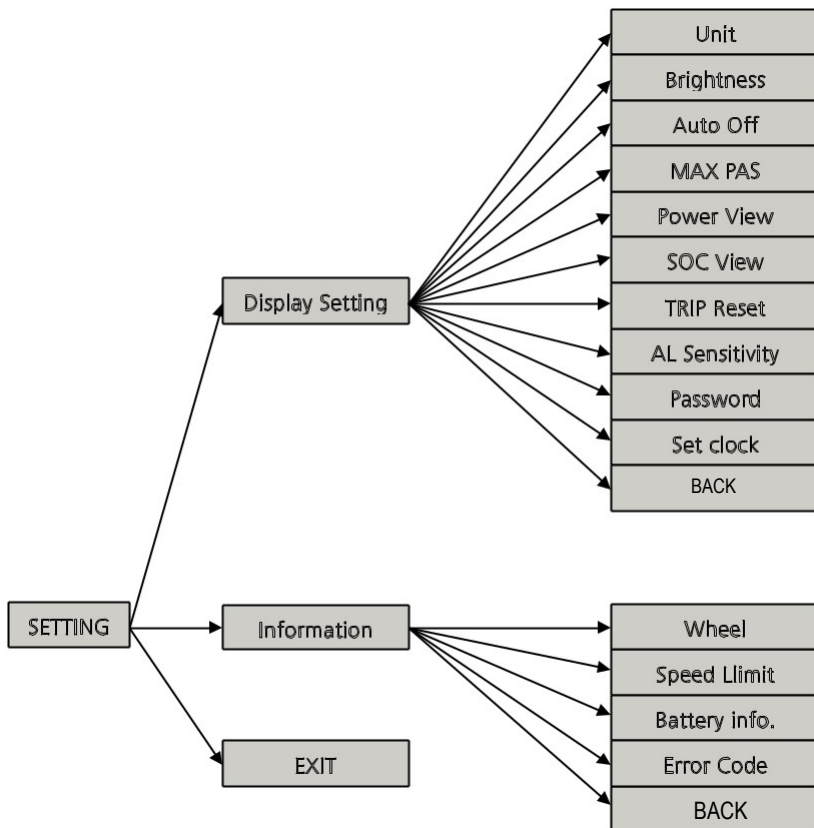 Unit
Brightness
Auto Off
MAX PAS
Power View
SOC View
Display Setting
TRIP Reset
AL Sensitivity
Password
Set clock
BACK
SETTING
Information
Wheel
Speed Llimit
Battery info.
EXIT
Error Code
BACK